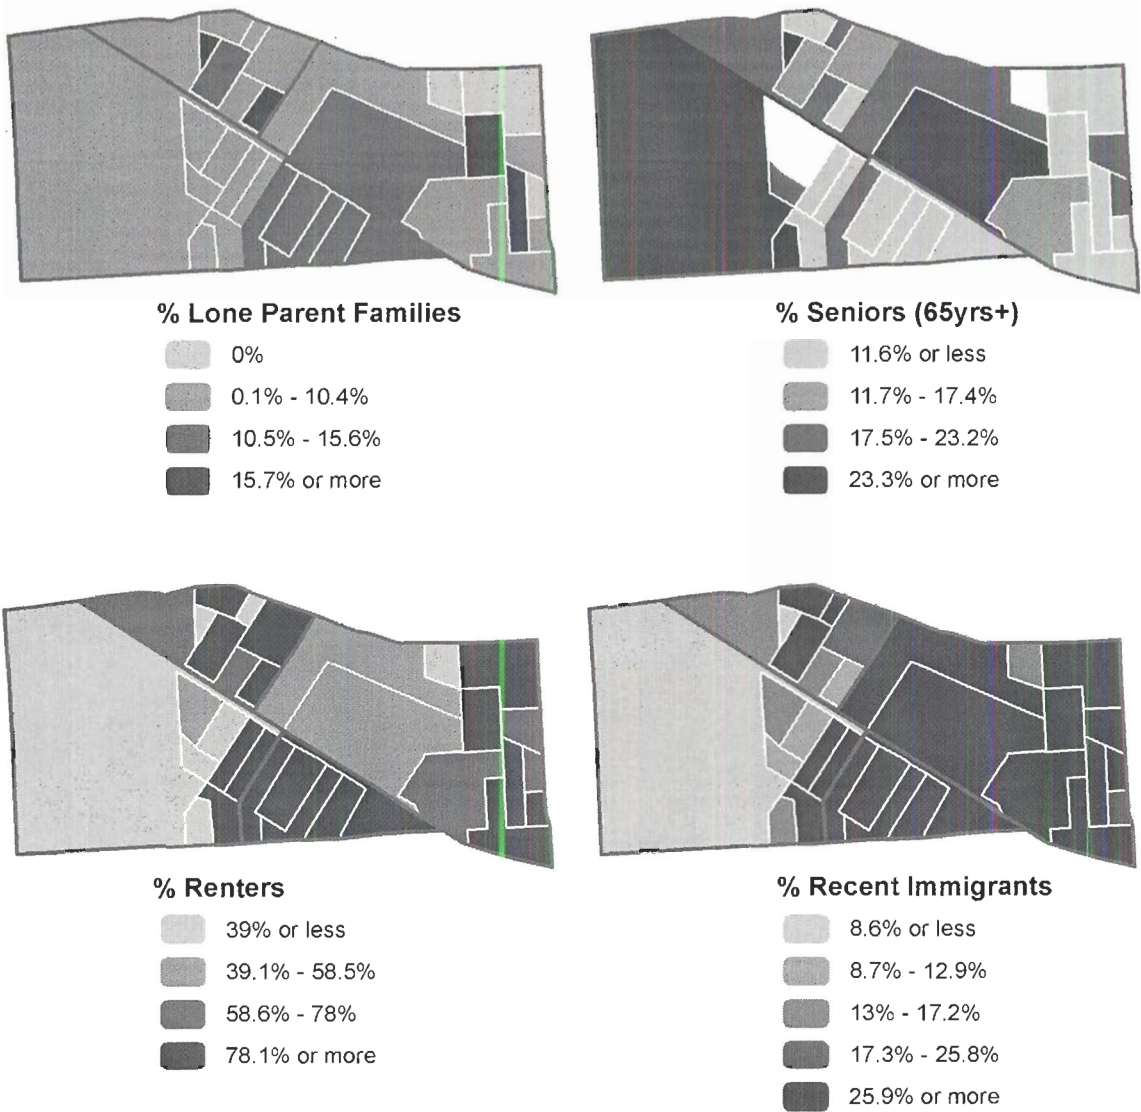 % Lone Parent Families
0%
0.1% - 10.4%
10.5% - 15.6%
15.7% or more
% Seniors (65yrs+)
11.6% or less
11.7% - 17.4%
17.5% - 23.2%
23.3% or more
% Renters
39% or less
39.1% - 58.5%
58.6% - 78%
78.1% or more
% Recent Immigrants
8.6% or less
8.7% - 12.9%
13% - 17.2%
17.3% - 25.8%
25.9% or more